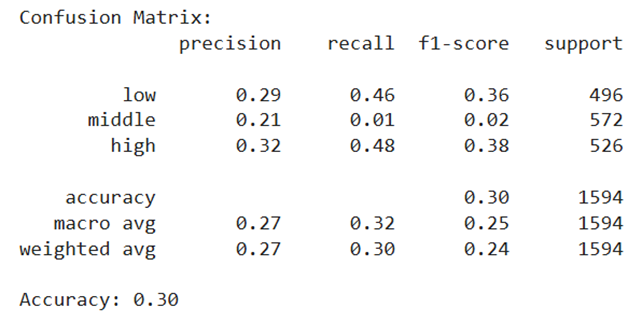 Confusion Matrix:
precision recall f1-score support
low 0.29 0.46 0.36 496
middle 0.21 0.01 0.02 572
high 0.32 0.48 0.38 526
accuracy 0.30 1594
macro avg 0.27 0.32 0.25 1594
weighted avg 0.27 0.30 0.24 1594
Accuracy: 0.30